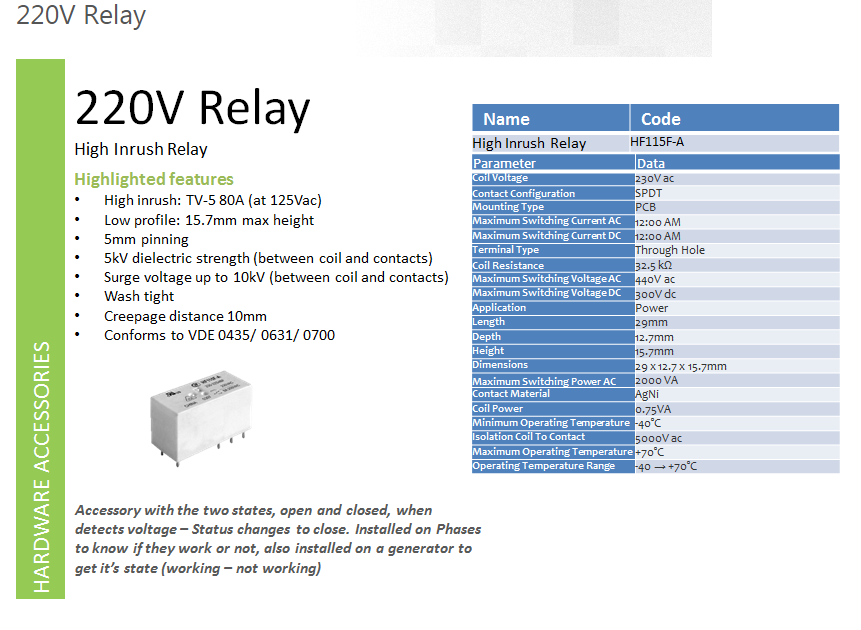 220V Relay
HARDWARE ACCESSORIES
220V Relay
High Inrush Relay
Highlighted features
• High inrush: TV-5 80A (at 125Vac)
• Low profile: 15.7mm max height
• 5mm pinning
• 5kV dielectric strength (between coil and contacts)
• Surge voltage up to 10kV (between coil and contacts)
• Wash tight
• Creepage distance 10mm
• Conforms to VDE 0435/ 0631/ 0700
Accessory with the two states, open and closed, when
detects voltage – Status changes to close. Installed on Phases
to know if they work or not, also installed on a generator to
get it's state (working – not working)
Name Code
High Inrush Relay HF115F-A
Parameter Data
Coil Voltage 230V ac
Contact Configuration SPDT
Mounting Type PCB
Maximum Switching Current AC 12:00 AM
Maximum Switching Current DC 12:00 AM
Terminal Type Through Hole
Coil Resistance 32.5 kΩ
Maximum Switching Voltage AC 440V ac
Maximum Switching Voltage DC 300V dc
Application Power
Length 29mm
Depth 12.7mm
Height 15.7mm
Dimensions 29 x 12.7 x 15.7mm
Maximum Switching Power AC 2000 VA
Contact Material AgNi
Coil Power 0.75VA
Minimum Operating Temperature -40°C
Isolation Coil To Contact 5000V ac
Maximum Operating Temperature +70°C
Operating Temperature Range -40 → +70°C